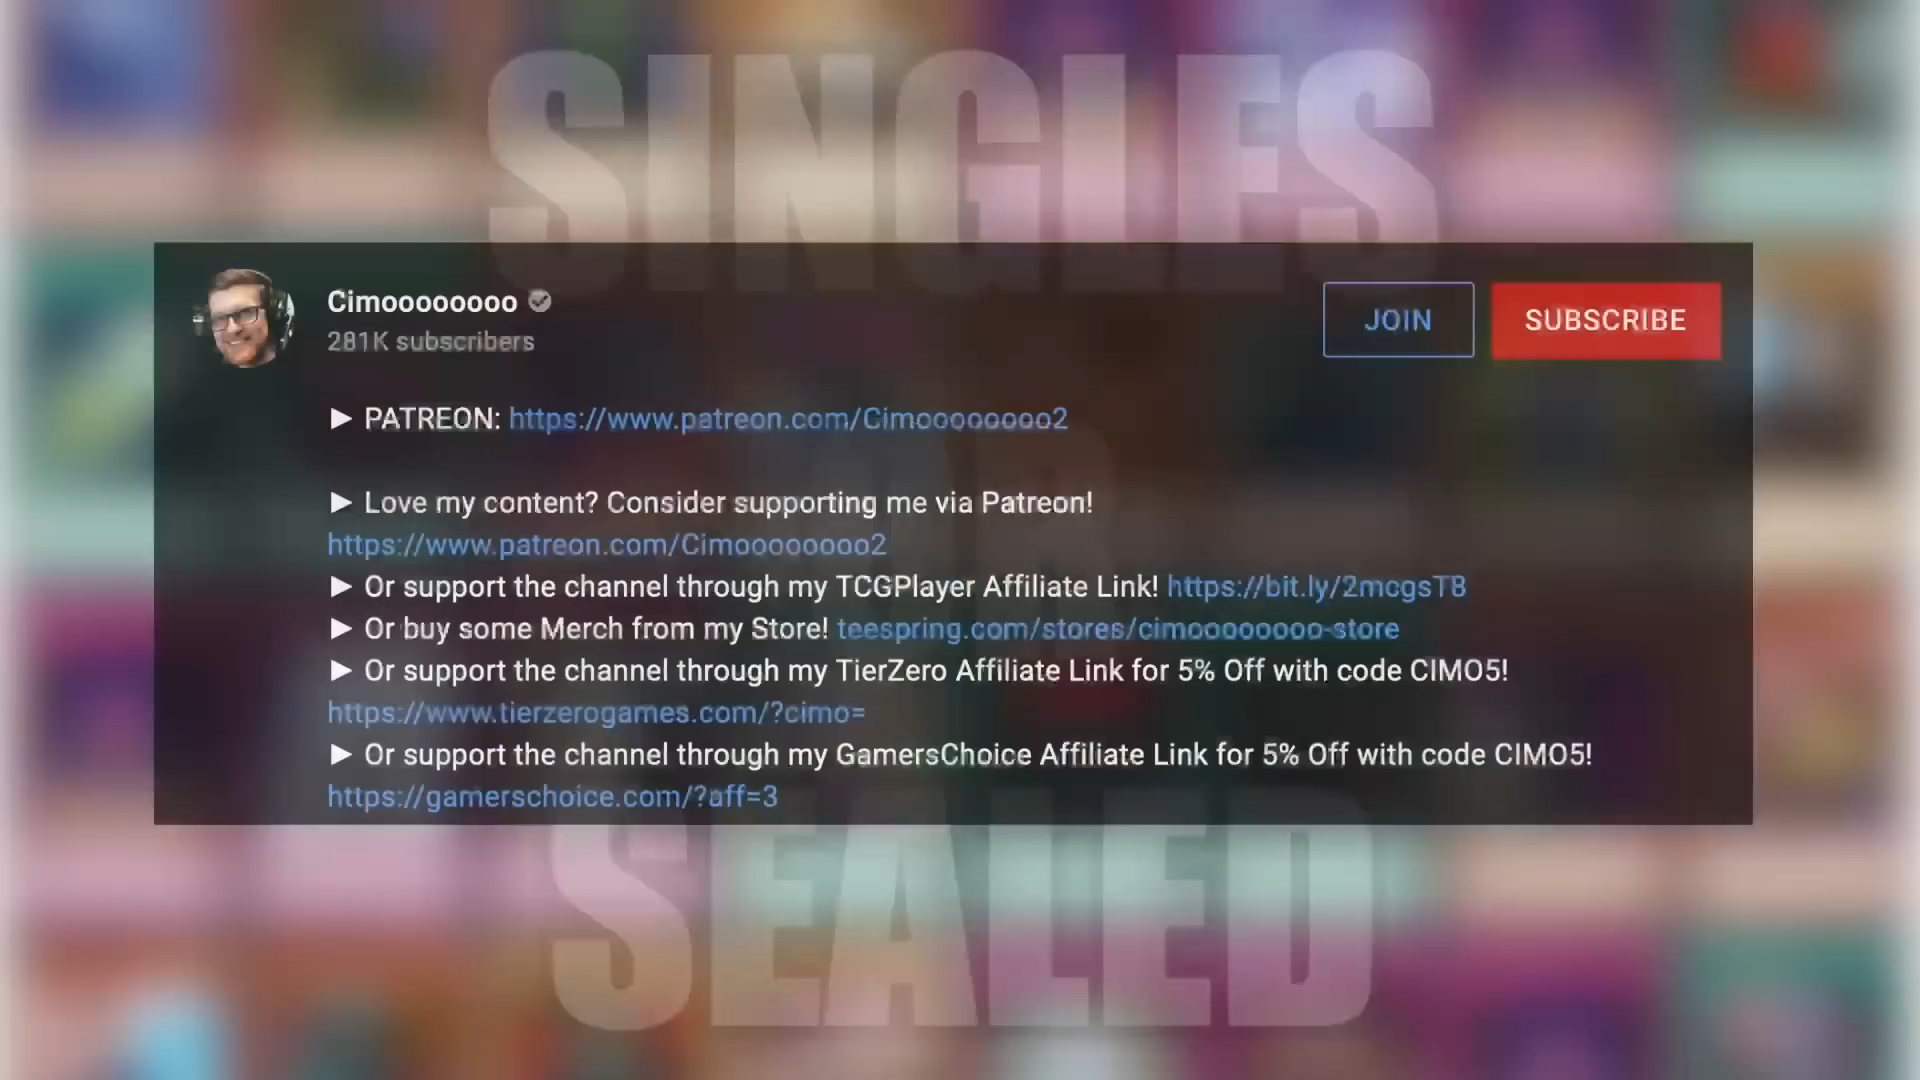 SINGLES
Cimoooooooo
281K subscribers
JOIN
SUBSCRIBE
► PATREON: https://www.patreon.com/Cimoooooooo2
► Love my content? Consider supporting me via Patreon!
https://www.patreon.com/Cimoooooooo2
► Or support the channel through my TCGPlayer Affiliate Link! https://bit.ly/2mcgsT8
OR
► Or buy some Merch from my Store! teespring.com/stores/cimoooooooo-store
► Or support the channel through my TierZero Affiliate Link for 5% Off with code CIMO5!
https://www.tierzerogames.com/?cimo=
► Or support the channel through my GamersChoice Affiliate Link for 5% Off with code CIMO5!
https://gamerschoice.com/?aff=3
SEALED